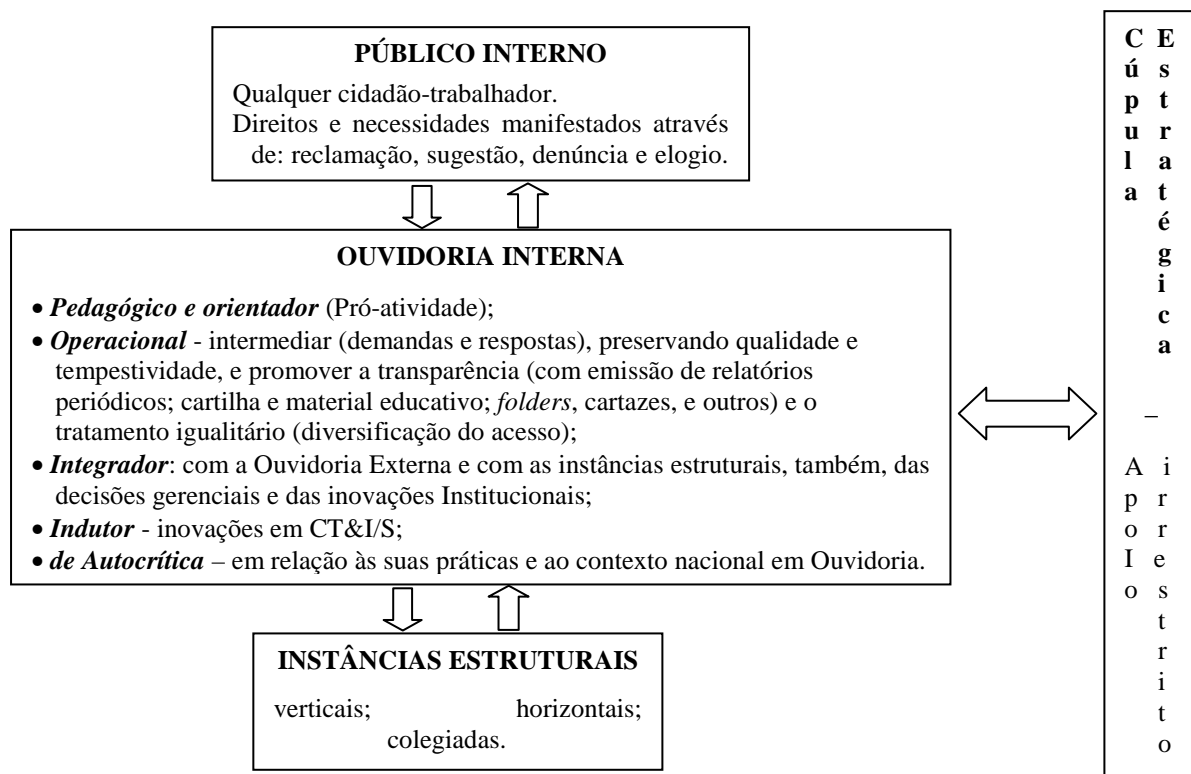 PÚBLICO INTERNO
Qualquer cidadão-trabalhador.
Direitos e necessidades manifestados através
de: reclamação, sugestão, denúncia e elogio.
OUVIDORIA INTERNA
• Pedagógico e orientador (Pró-atividade);
• Operacional - intermediar (demandas e respostas), preservando qualidade e
tempestividade, e promover a transparência (com emissão de relatórios
periódicos; cartilha e material educativo; folders, cartazes, e outros) e o
tratamento igualitário (diversificação do acesso);
• Integrador: com a Ouvidoria Externa e com as instâncias estruturais, também, das
decisões gerenciais e das inovações Institucionais;
• Indutor - inovações em CT&I/S;
• de Autocrítica – em relação às suas práticas e ao contexto nacional em Ouvidoria.
INSTÂNCIAS ESTRUTURAIS
verticais; horizontais;
colegiadas.
Cúpula
Estratégica
–
ApoIo
irrestrito